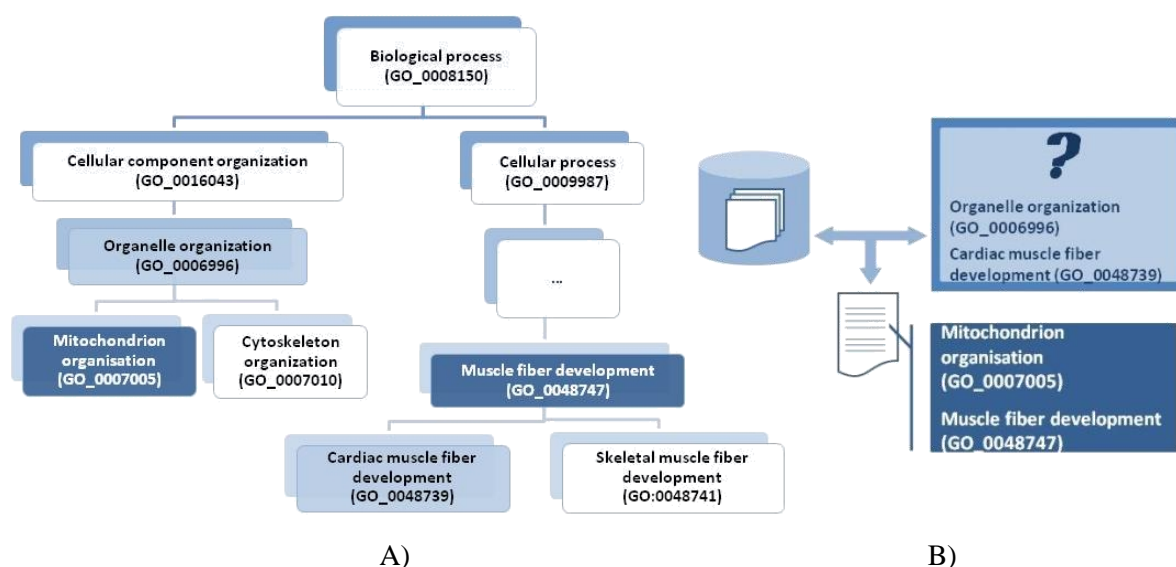 Biological process
(GO_0008150)
Cellular component organization
(GO_0016043)
Cellular process
(GO_0009987)
Organelle organization
(GO_0006996)
...
Mitochondrion
organisation
(GO_0007005)
Cytoskeleton
organization
(GO_0007010)
Muscle fiber development
(GO_0048747)
Cardiac muscle fiber
development
(GO_0048739)
Skeletal muscle fiber
development
(GO:0048741)
A)
?
Organelle organization
(GO_0006996)
Cardiac muscle fiber
development (GO_0048739)
Mitochondrion
organisation
(GO_0007005)
Muscle fiber development
(GO_0048747)
B)